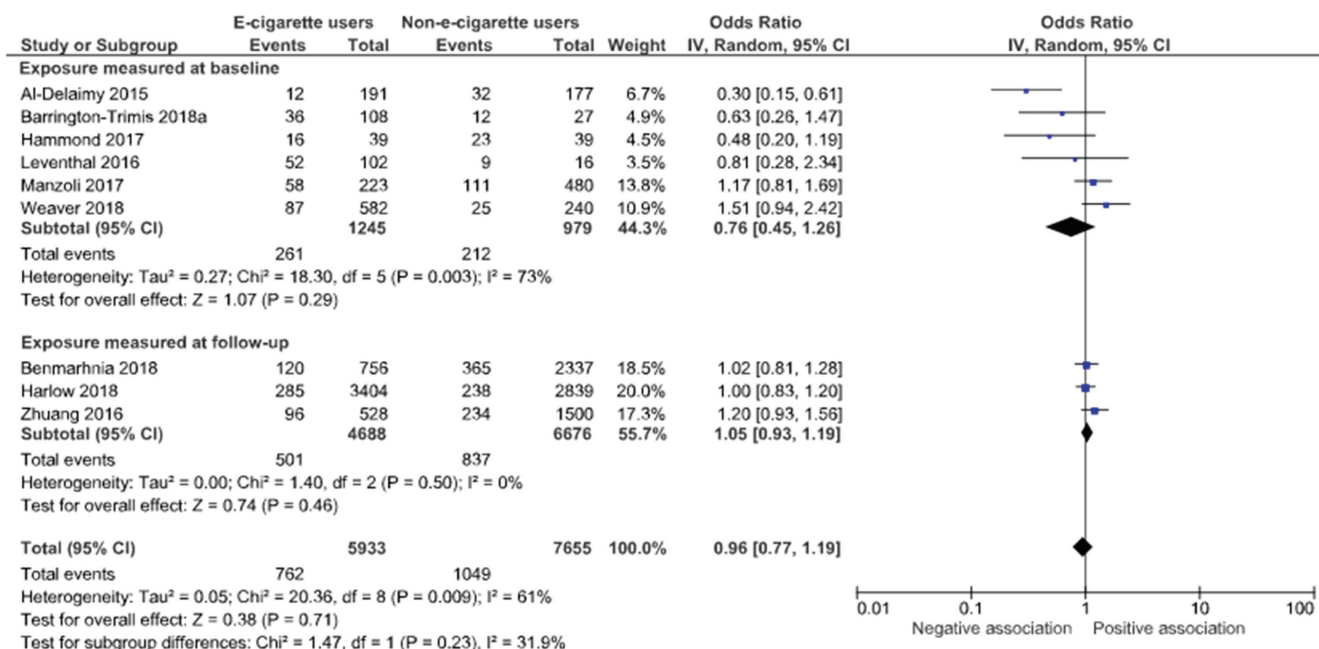 E-cigarette users Non-e-cigarette users Odds Ratio Odds Ratio
Study or Subgroup Events Total Events Total Weight IV, Random, 95% CI IV, Random, 95% CI
Exposure measured at baseline
Al-Delaimy 2015 12 191 32 177 6.7% 0.30 [0.15, 0.61]
Barrington-Trimis 2018a 36 108 12 27 4.9% 0.63 [0.26, 1.47]
Hammond 2017 16 39 23 39 4.5% 0.48 [0.20, 1.19]
Leventhal 2016 52 102 9 16 3.5% 0.81 [0.28, 2.34]
Manzoli 2017 58 223 111 480 13.8% 1.17 [0.81, 1.69]
Weaver 2018 87 582 25 240 10.9% 1.51 [0.94, 2.42]
Subtotal (95% CI) 1245 979 44.3% 0.76 [0.45, 1.26]
Total events 261 212
Heterogeneity: Tau² = 0.27; Chi² = 18.30, df = 5 (P = 0.003); I² = 73%
Test for overall effect: Z = 1.07 (P = 0.29)
Exposure measured at follow-up
Benmarhnia 2018 120 756 365 2337 18.5% 1.02 [0.81, 1.28]
Harlow 2018 285 3404 238 2839 20.0% 1.00 [0.83, 1.20]
Zhuang 2016 96 528 234 1500 17.3% 1.20 [0.93, 1.56]
Subtotal (95% CI) 4688 6676 55.7% 1.05 [0.93, 1.19]
Total events 501 837
Heterogeneity: Tau² = 0.00; Chi² = 1.40, df = 2 (P = 0.50); I² = 0%
Test for overall effect: Z = 0.74 (P = 0.46)
Total (95% CI) 5933 7655 100.0% 0.96 [0.77, 1.19]
Total events 762 1049
Heterogeneity: Tau² = 0.05; Chi² = 20.36, df = 8 (P = 0.009); I² = 61%
Test for overall effect: Z = 0.38 (P = 0.71)
Test for subgroup differences: Chi² = 1.47, df = 1 (P = 0.23), I² = 31.9%
0.01 0.1 1 10 100
Negative association Positive association